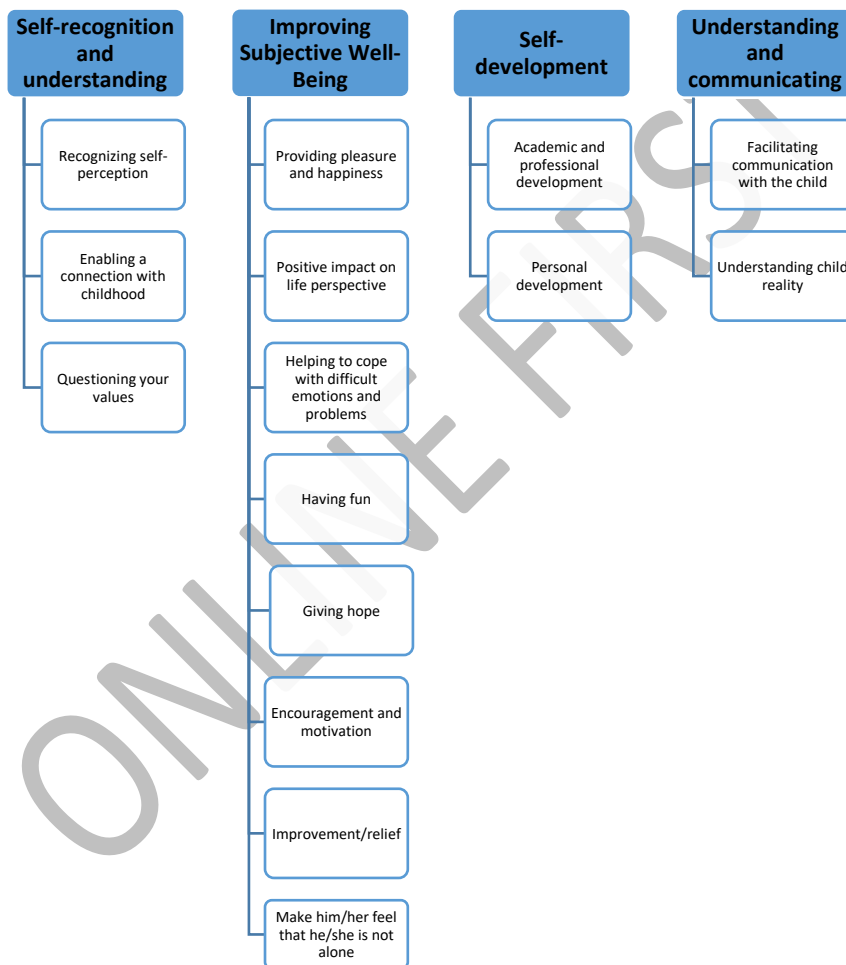 Self-recognition
and
understanding
Recognizing self-
perception
Enabling a
connection with
childhood
Questioning your
values
Improving
Subjective Well-
Being
Providing pleasure
and happiness
Positive impact on
life perspective
Helping to cope
with difficult
emotions and
problems
Having fun
Giving hope
Encouragement and
motivation
Improvement/relief
Make him/her feel
that he/she is not
alone
Self-
development
Academic and
professional
development
Personal
development
Understanding
and
communicating
Facilitating
communication
with the child
Understanding child
reality
ONLINE FIRST